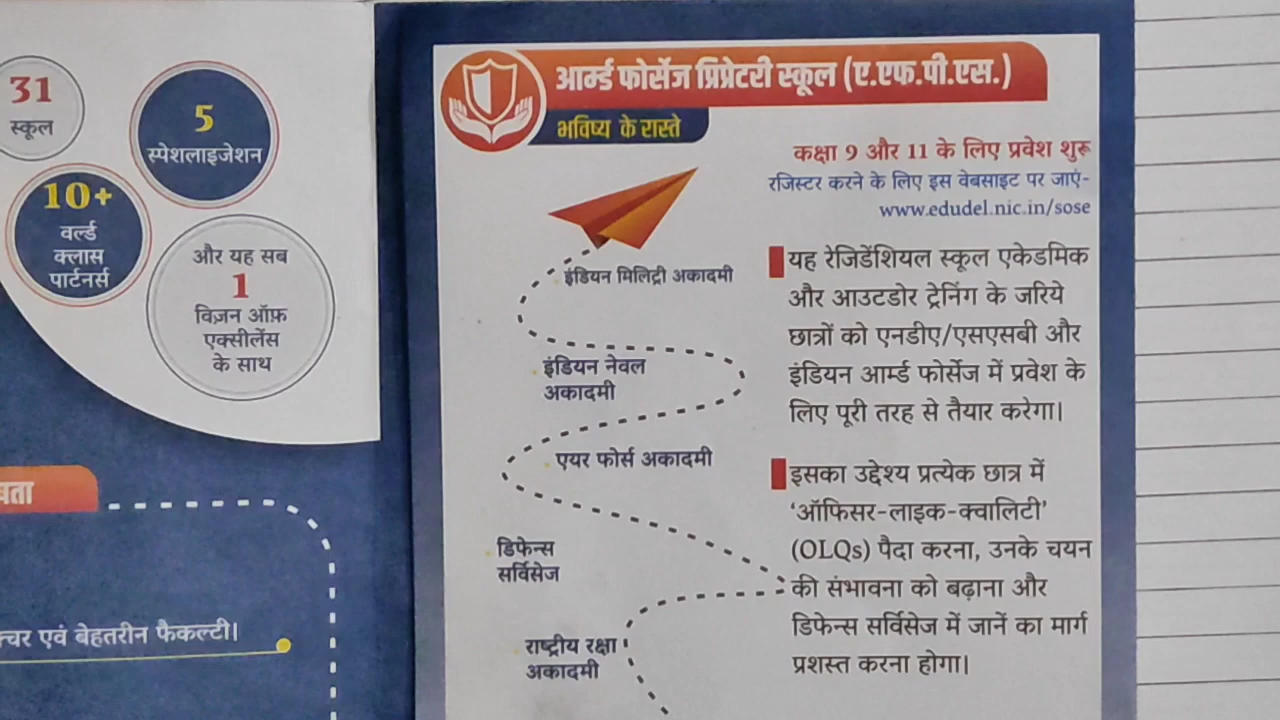 31
स्कूल
5
स्पेशलाइजेशन
10+
वर्ल्ड
क्लास
पार्टनर्स
और यह सब
1
विज़न ऑफ़
एक्सीलेंस
के साथ
एवं बेहतरीन फैकल्टी।
आर्म्ड फोर्सेज प्रिप्रेटरी स्कूल (ए.एफ.पी.एस.)
भविष्य के रास्ते
कक्षा 9 और 11 के लिए प्रवेश शुरू
रजिस्टर करने के लिए इस वेबसाइट पर जाएं-
www.edudel.nic.in/sose
इंडियन मिलिट्री अकादमी
इंडियन नेवल
अकादमी
एयर फोर्स अकादमी
डिफेन्स
सर्विसेज
राष्ट्रीय रक्षा
अकादमी
यह रेजिडेंशियल स्कूल एकेडमिक
और आउटडोर ट्रेनिंग के जरिये
छात्रों को एनडीए/एसएसबी और
इंडियन आर्म्ड फोर्सेज में प्रवेश के
लिए पूरी तरह से तैयार करेगा।
इसका उद्देश्य प्रत्येक छात्र में
‘ऑफिसर-लाइक-क्वालिटी’
(OLQs) पैदा करना, उनके चयन
की संभावना को बढ़ाना और
डिफेन्स सर्विसेज में जानें का मार्ग
प्रशस्त करना होगा।